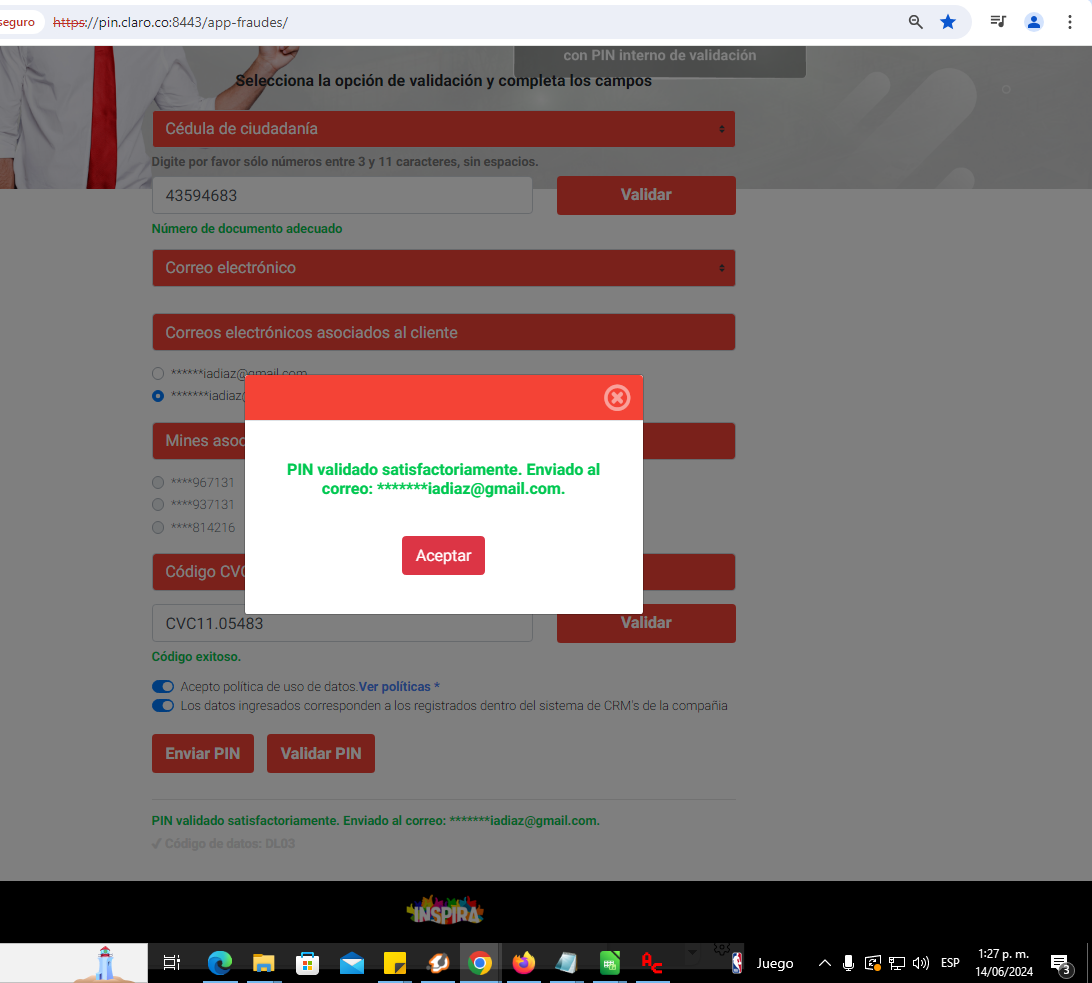 seguro
https://pin.claro.co:8443/app-fraudes/
con PIN interno de validación
Selecciona la opción de validación y completa los campos
Cédula de ciudadanía
Digite por favor sólo números entre 3 y 11 caracteres, sin espacios.
43594683
Validar
Número de documento adecuado
Correo electrónico
Correos electrónicos asociados al cliente
******iadiaz@gmail.com
*******iadiaz@
Mines asoc
****967131
****937131
****814216
PIN validado satisfactoriamente. Enviado al
correo: *******iadiaz@gmail.com.
Aceptar
Código CVC
CVC11.05483
Validar
Código exitoso.
Acepto política de uso de datos.Ver políticas *
Los datos ingresados corresponden a los registrados dentro del sistema de CRM's de la compañia
Enviar PIN
Validar PIN
PIN validado satisfactoriamente. Enviado al correo: *******iadiaz@gmail.com.
✔ Código de datos: DL03
INSPIRA
Juego
ESP
1:27 p. m.
14/06/2024
3